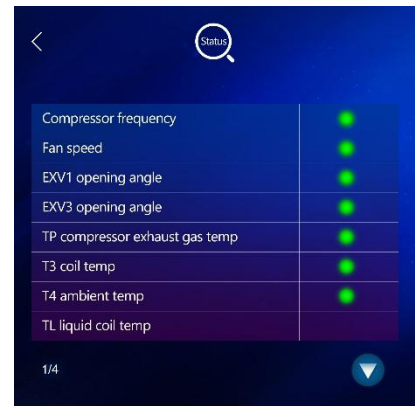 Status
Compressor frequency
Fan speed
EXV1 opening angle
EXV3 opening angle
TP compressor exhaust gas temp
T3 coil temp
T4 ambient temp
TL liquid coil temp
1/4